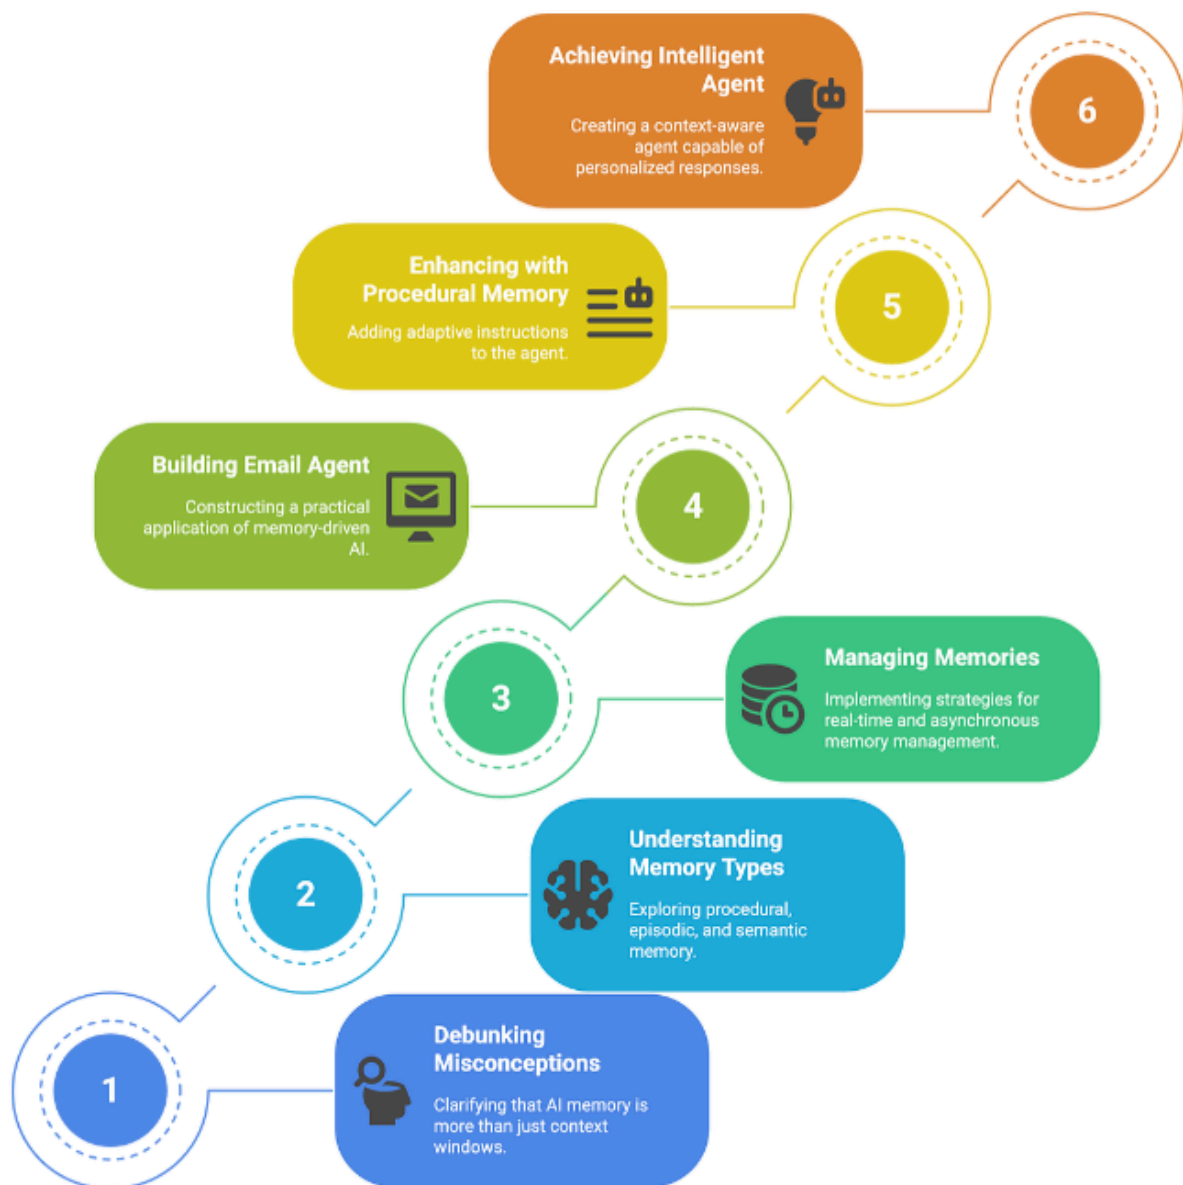 Achieving Intelligent
Agent
Creating a context-aware
agent capable of
personalized responses.
6
Enhancing with
Procedural Memory
Adding adaptive instructions
to the agent.
5
Building Email Agent
Constructing a practical
application of memory-driven
AI.
4
3
Managing Memories
Implementing strategies for
real-time and asynchronous
memory management.
2
Understanding
Memory Types
Exploring procedural,
episodic, and semantic
memory.
1
Debunking
Misconceptions
Clarifying that AI memory is
more than just context
windows.